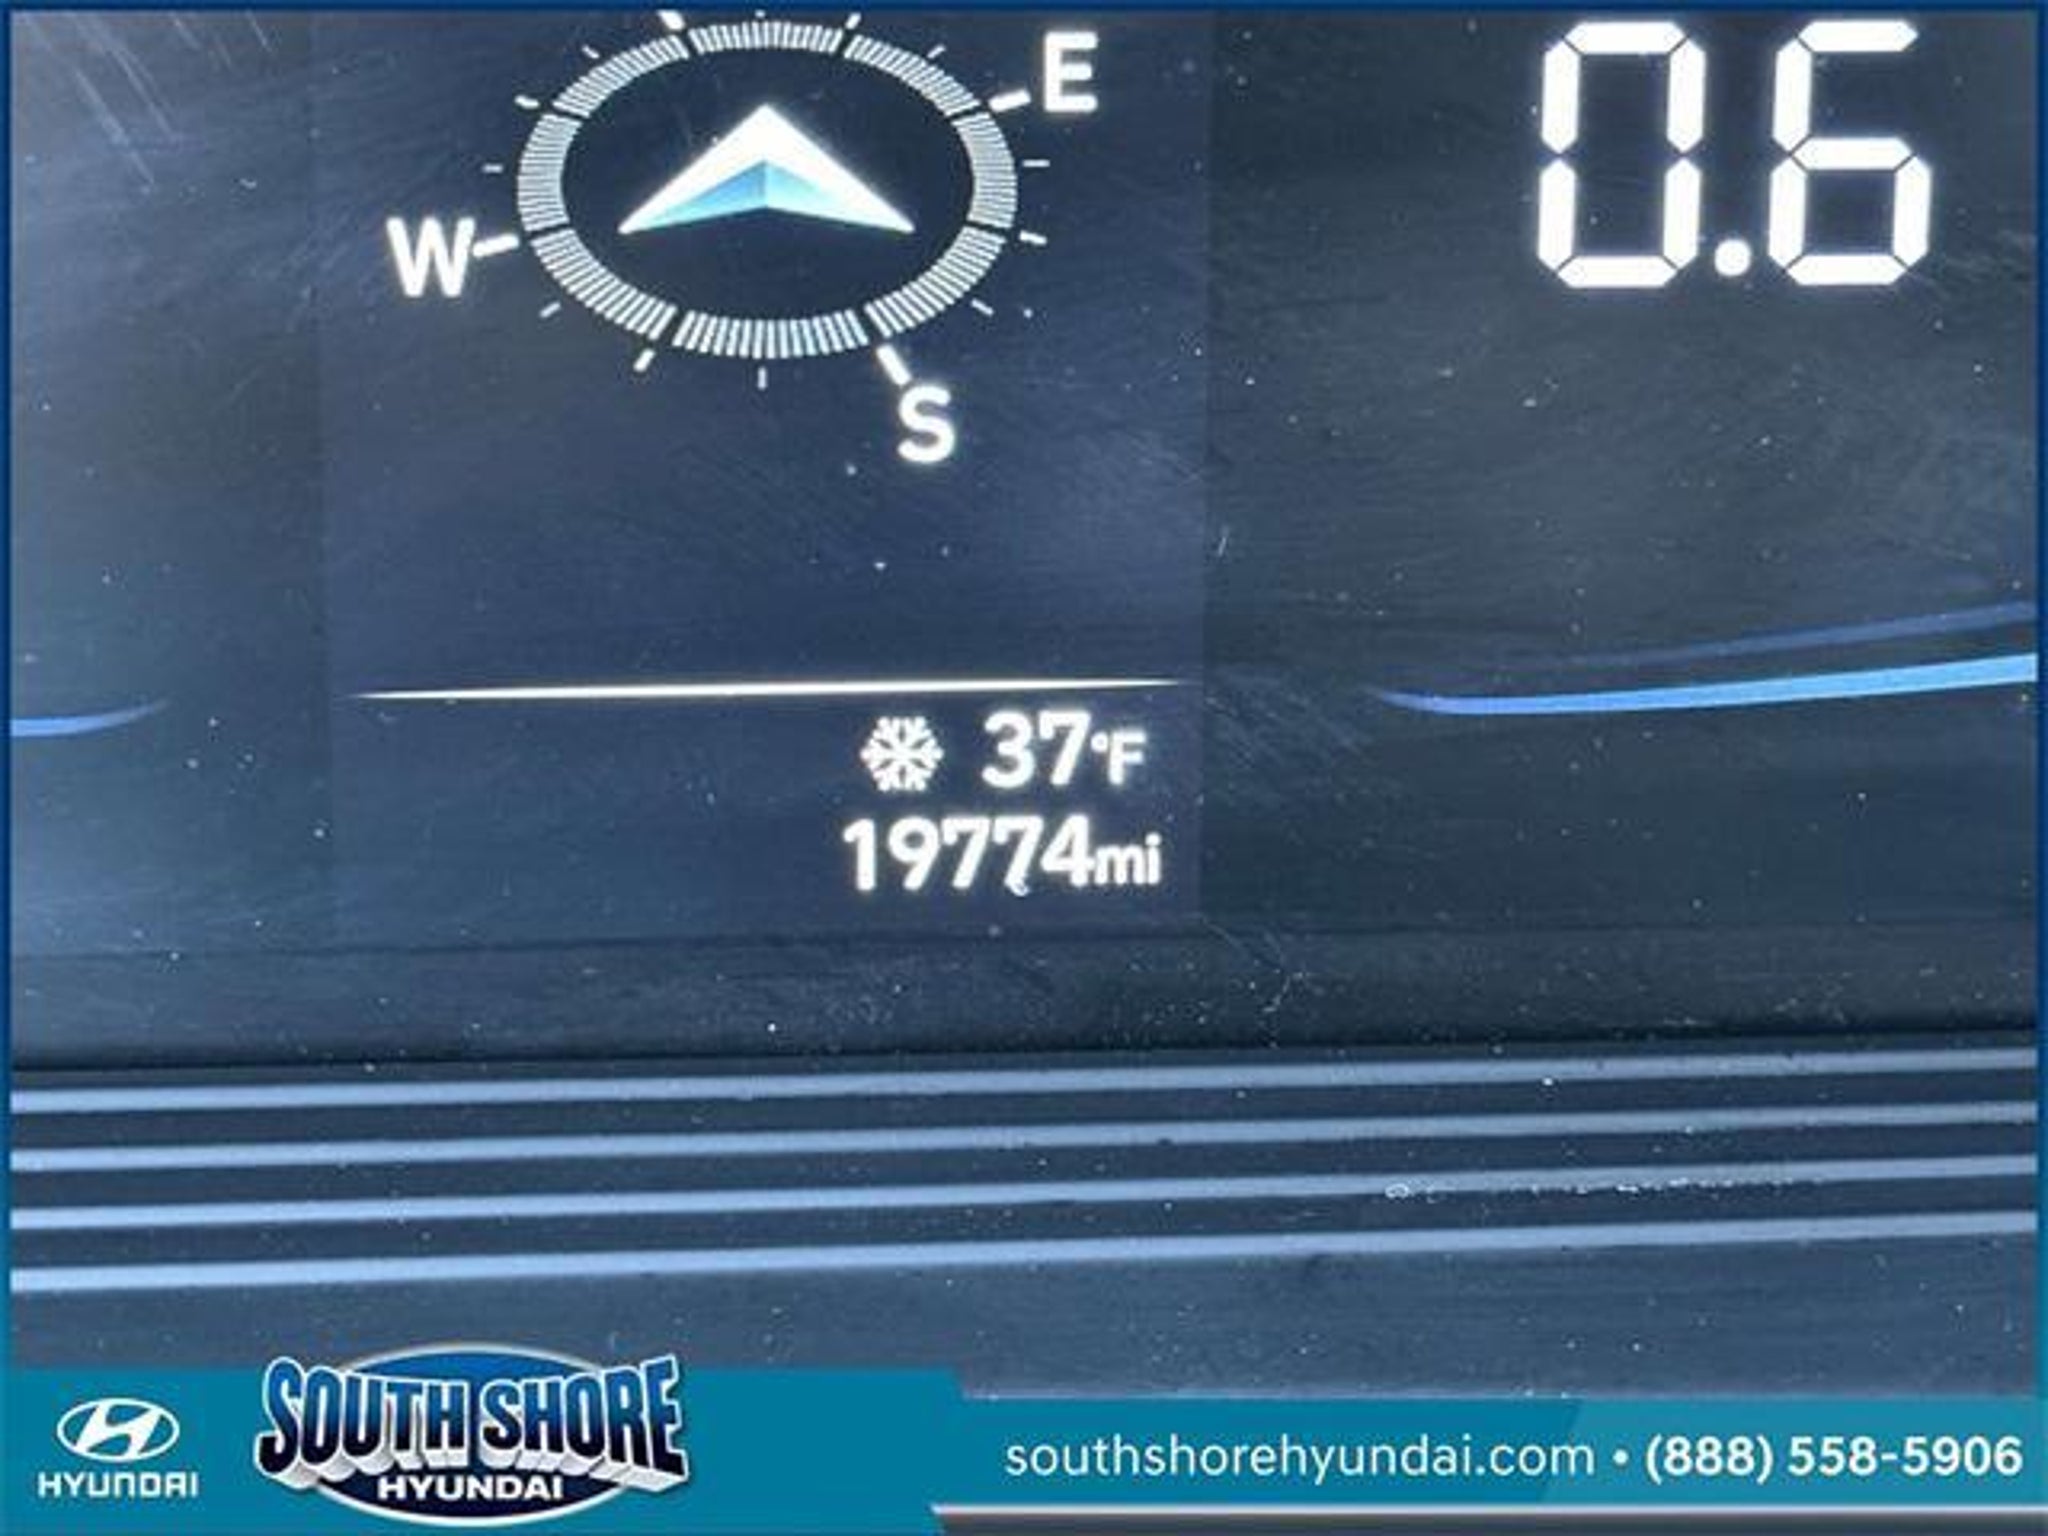 E
0.6
W
S
37°F
19774mi
SOUTH SHORE
HYUNDAI
HYUNDAI
southshorehyundai.com • (888) 558-5906